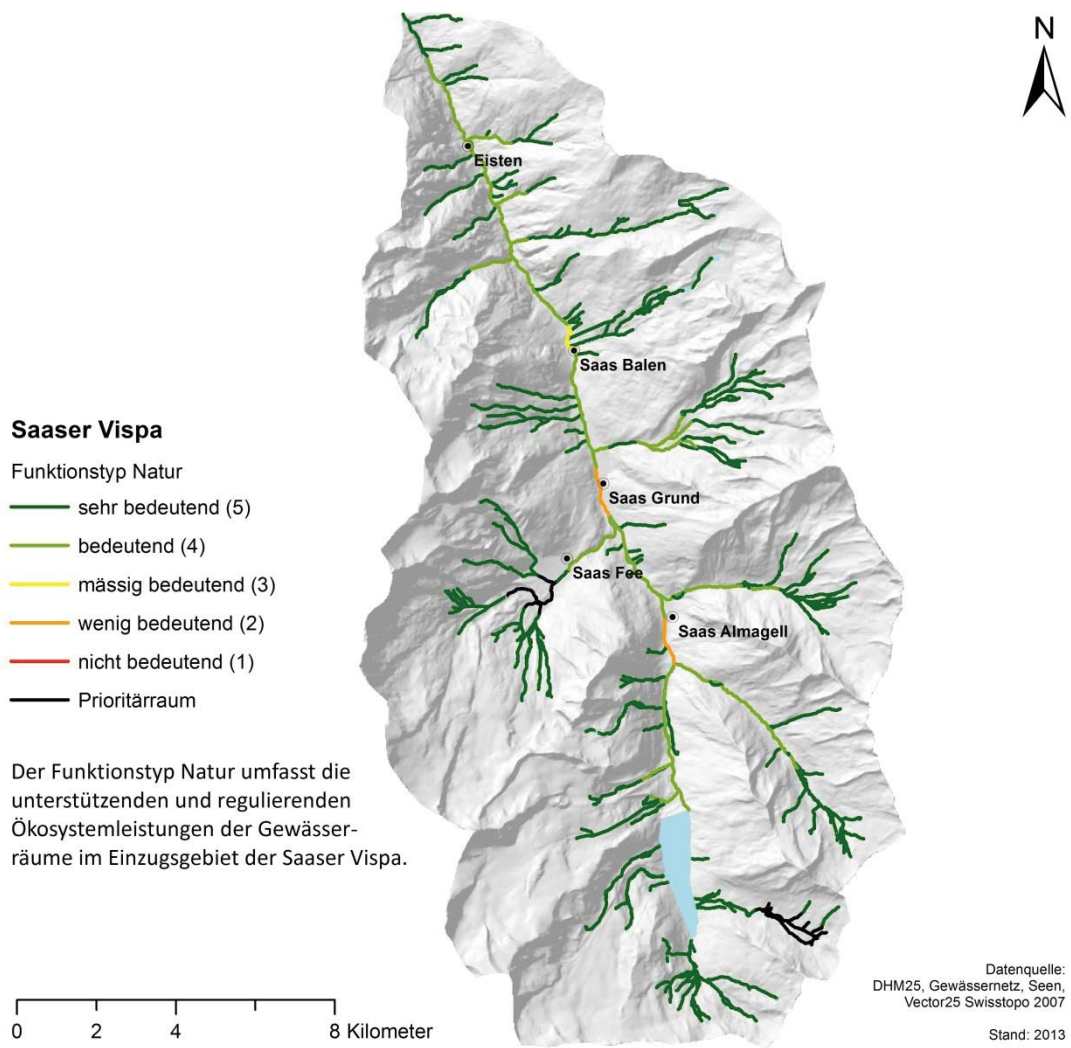 N
Eisten
Saas Balen
Saas Grund
Saas Fee
Saas Almagell
Saaser Vispa
Funktionstyp Natur
sehr bedeutend (5)
bedeutend (4)
mässig bedeutend (3)
wenig bedeutend (2)
nicht bedeutend (1)
Prioritärraum
Der Funktionstyp Natur umfasst die
unterstützenden und regulierenden
Ökosystemleistungen der Gewässer-
räume im Einzugsgebiet der Saaser Vispa.
0 2 4 8 Kilometer
Datenquelle:
DHM25, Gewässernetz, Seen,
Vector25 Swisstopo 2007
Stand: 2013